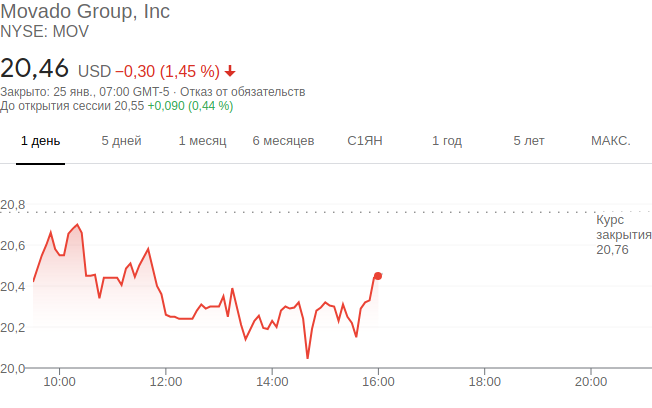 Movado Group, Inc
NYSE: MOV
20,46 USD −0,30 (1,45 %)
Закрыто: 25 янв., 07:00 GMT-5 · Отказ от обязательств
До открытия сессии 20,55 +0,090 (0,44 %)
1 день 5 дней 1 месяц 6 месяцев С1ЯН 1 год 5 лет МАКС.
20,8
Курс
закрытия
20,76
20,6
20,4
20,2
20,0
10:00 12:00 14:00 16:00 18:00 20:00